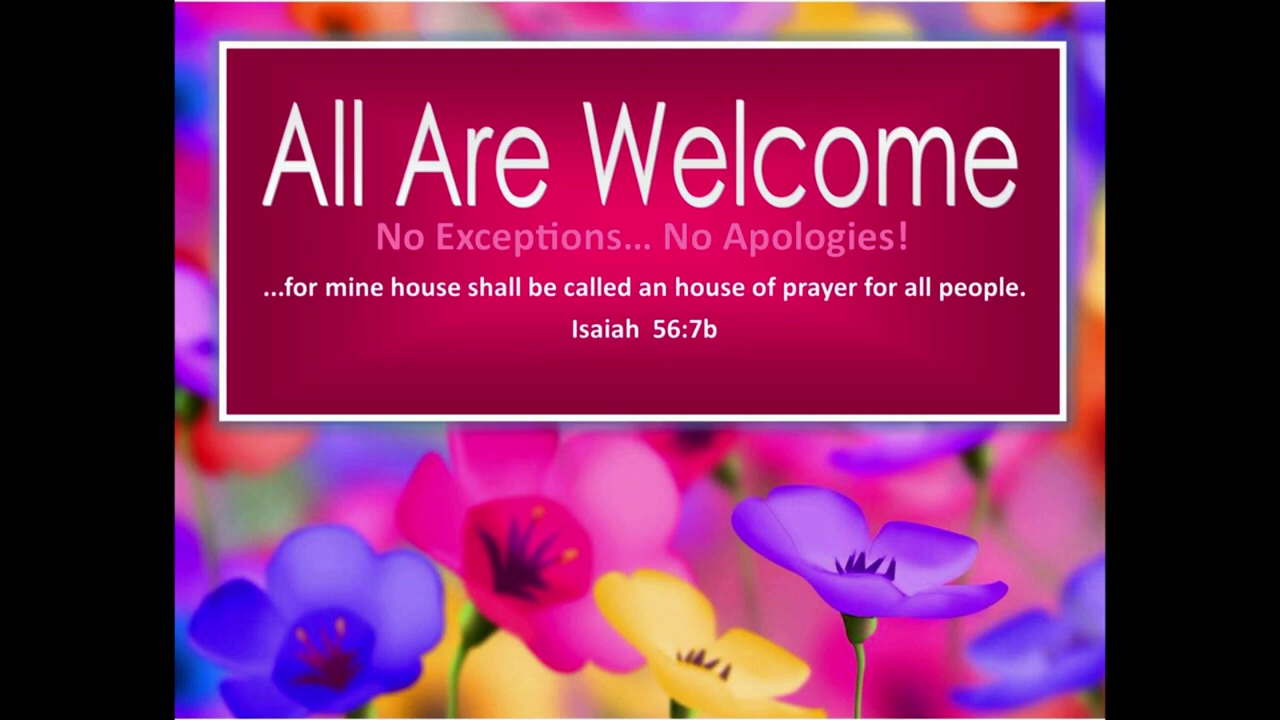 All Are Welcome
No Exceptions... No Apologies!
...for mine house shall be called an house of prayer for all people.
Isaiah  56:7b